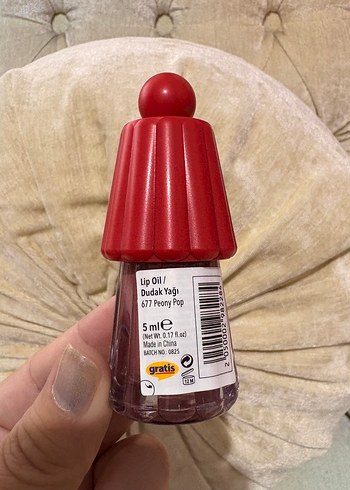 Lip Oil /
Dudak Yağı
677 Peony Pop
5 ml℮
(Net Wt. 0.17 fl.oz)
Made in China
BATCH NO: 0825
gratis
12 M